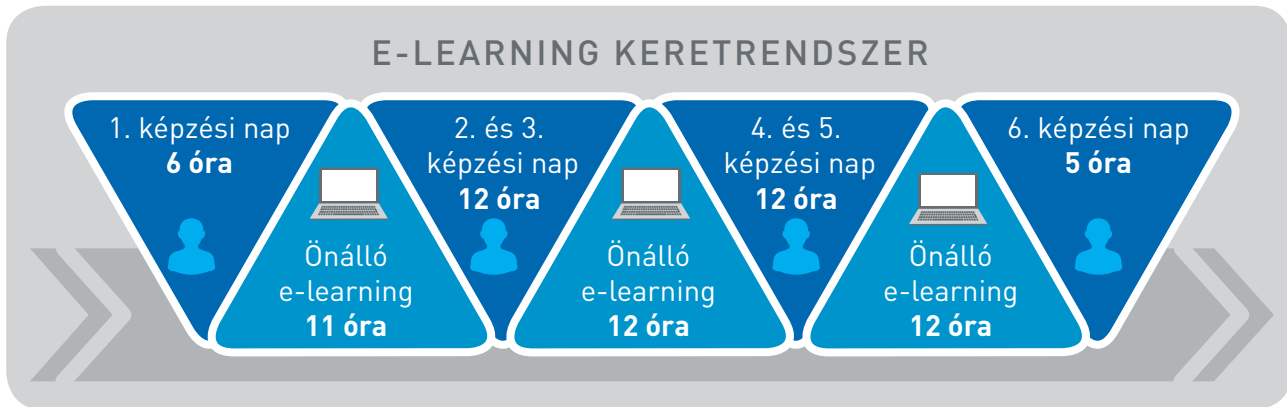 E-LEARNING KERETRENDSZER
1. képzési nap
6 óra
Önálló
e-learning
11 óra
2. és 3.
képzési nap
12 óra
Önálló
e-learning
12 óra
4. és 5.
képzési nap
12 óra
Önálló
e-learning
12 óra
6. képzési nap
5 óra